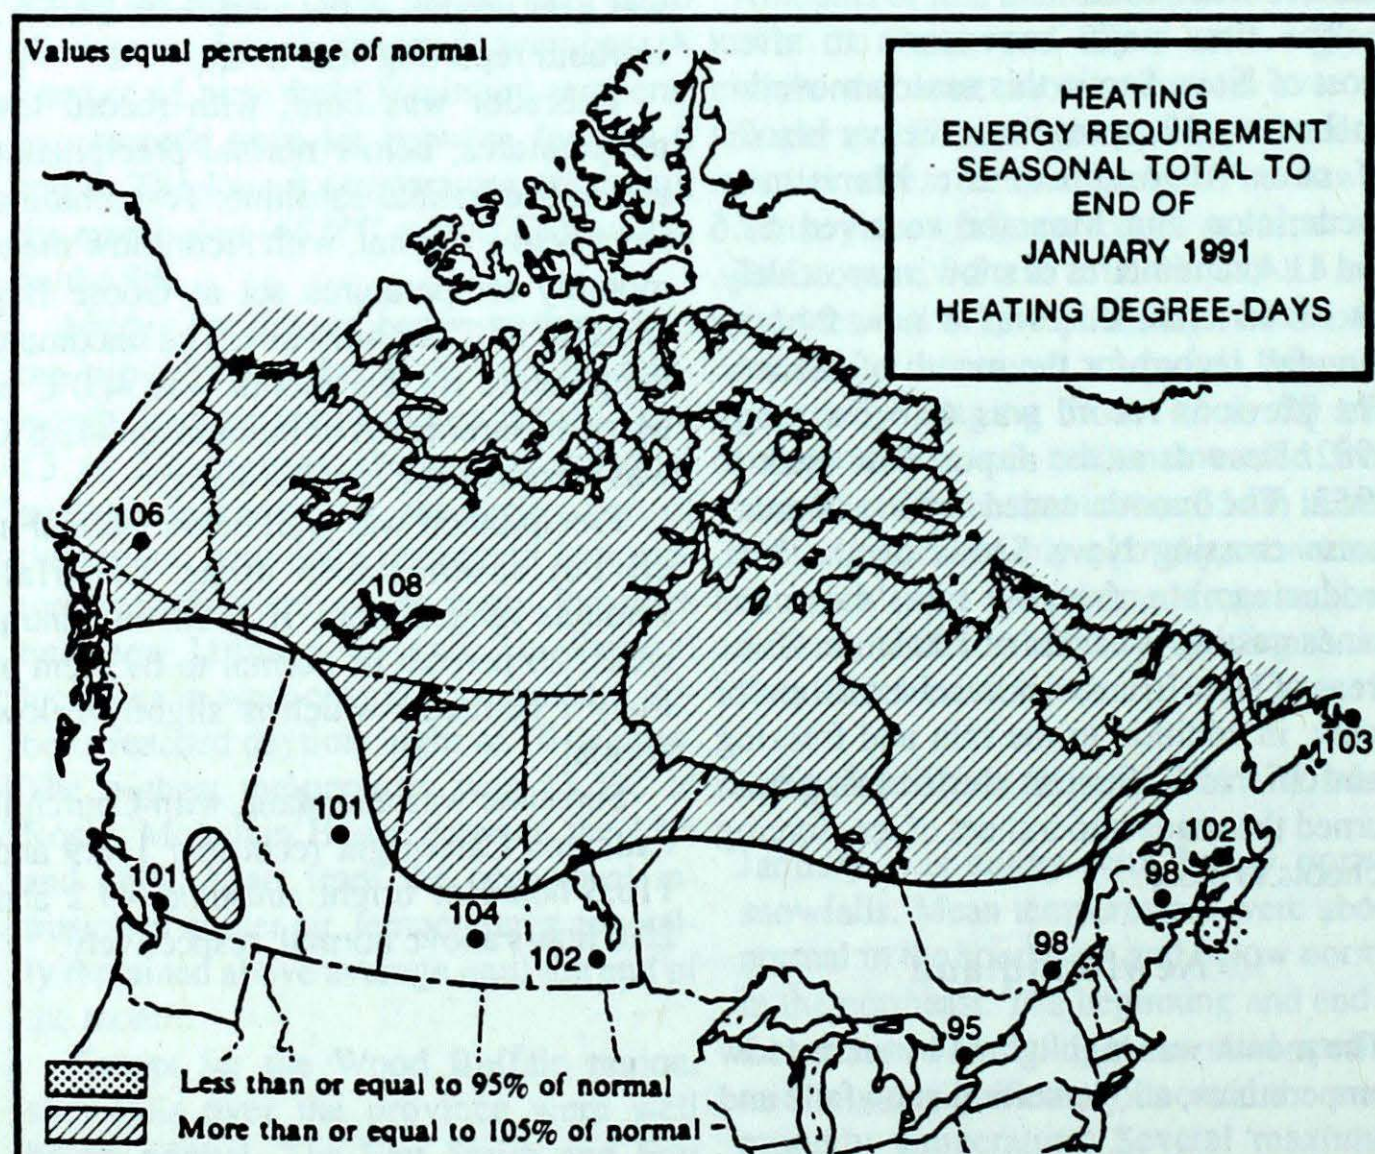 Values equal percentage of normal
HEATING
ENERGY REQUIREMENT
SEASONAL TOTAL TO
END OF
JANUARY 1991
HEATING DEGREE-DAYS
106
108
103
101
102
98
101
104
102
98
95
Less than or equal to 95% of normal
More than or equal to 105% of normal